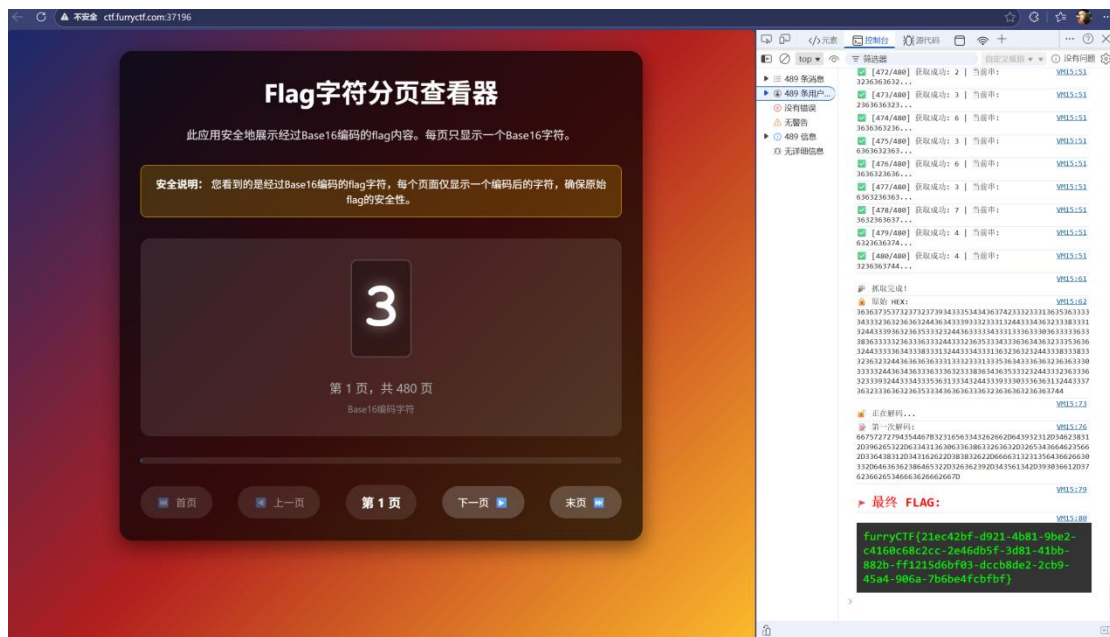 不安全 ctf.furryctf.com:37196
Flag字符分页查看器
此应用安全地展示经过Base16编码的flag内容。每页只显示一个Base16字符。
安全说明： 您看到的是经过Base16编码的flag字符，每个页面仅显示一个编码后的字符，确保原始
flag的安全性。
3
第 1 页，共 480 页
Base16编码字符
首页
上一页
第 1 页
下一页
末页
元素
控制台
源代码
top
筛选器
没有问题
489 条消息
489 条用户...
没有错误
无警告
489 信息
无详细信息
[472/480] 获取成功: 2 | 当前串: VM15:51
3236363632...
[473/480] 获取成功: 3 | 当前串: VM15:51
2363636323...
[474/480] 获取成功: 6 | 当前串: VM15:51
3636363236...
[475/480] 获取成功: 3 | 当前串: VM15:51
6363632363...
[476/480] 获取成功: 6 | 当前串: VM15:51
3636323636...
[477/480] 获取成功: 3 | 当前串: VM15:51
6363236363...
[478/480] 获取成功: 7 | 当前串: VM15:51
3632363637...
[479/480] 获取成功: 4 | 当前串: VM15:51
6323636374...
[480/480] 获取成功: 4 | 当前串: VM15:51
3236363744...
VM15:61
抓取完成!
原始 HEX: VM15:62
VM15:73
正在解码...
第一次解码: VM15:76
VM15:79
最终 FLAG:
VM15:80
furryCTF{21ec42bf-d921-4b81-9be2-
c4160c68c2cc-2e46db5f-3d81-41bb-
882b-ff1215d6bf03-dccb8de2-2cb9-
45a4-906a-7b6be4fcbfbf}